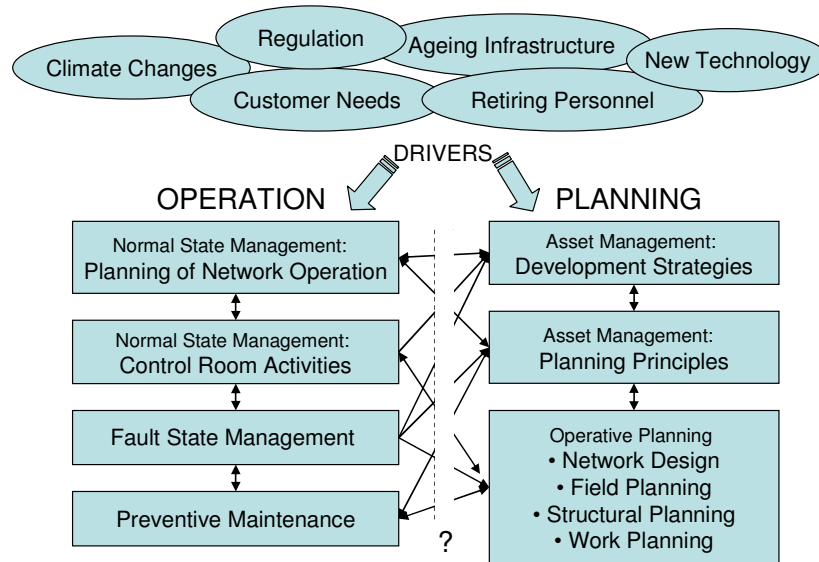 Regulation
Ageing Infrastructure
New Technology
Climate Changes
Customer Needs
Retiring Personnel
DRIVERS
OPERATION
PLANNING
Normal State Management:
Planning of Network Operation
Normal State Management:
Control Room Activities
Fault State Management
Preventive Maintenance
Asset Management:
Development Strategies
Asset Management:
Planning Principles
Operative Planning
• Network Design
• Field Planning
• Structural Planning
• Work Planning
?